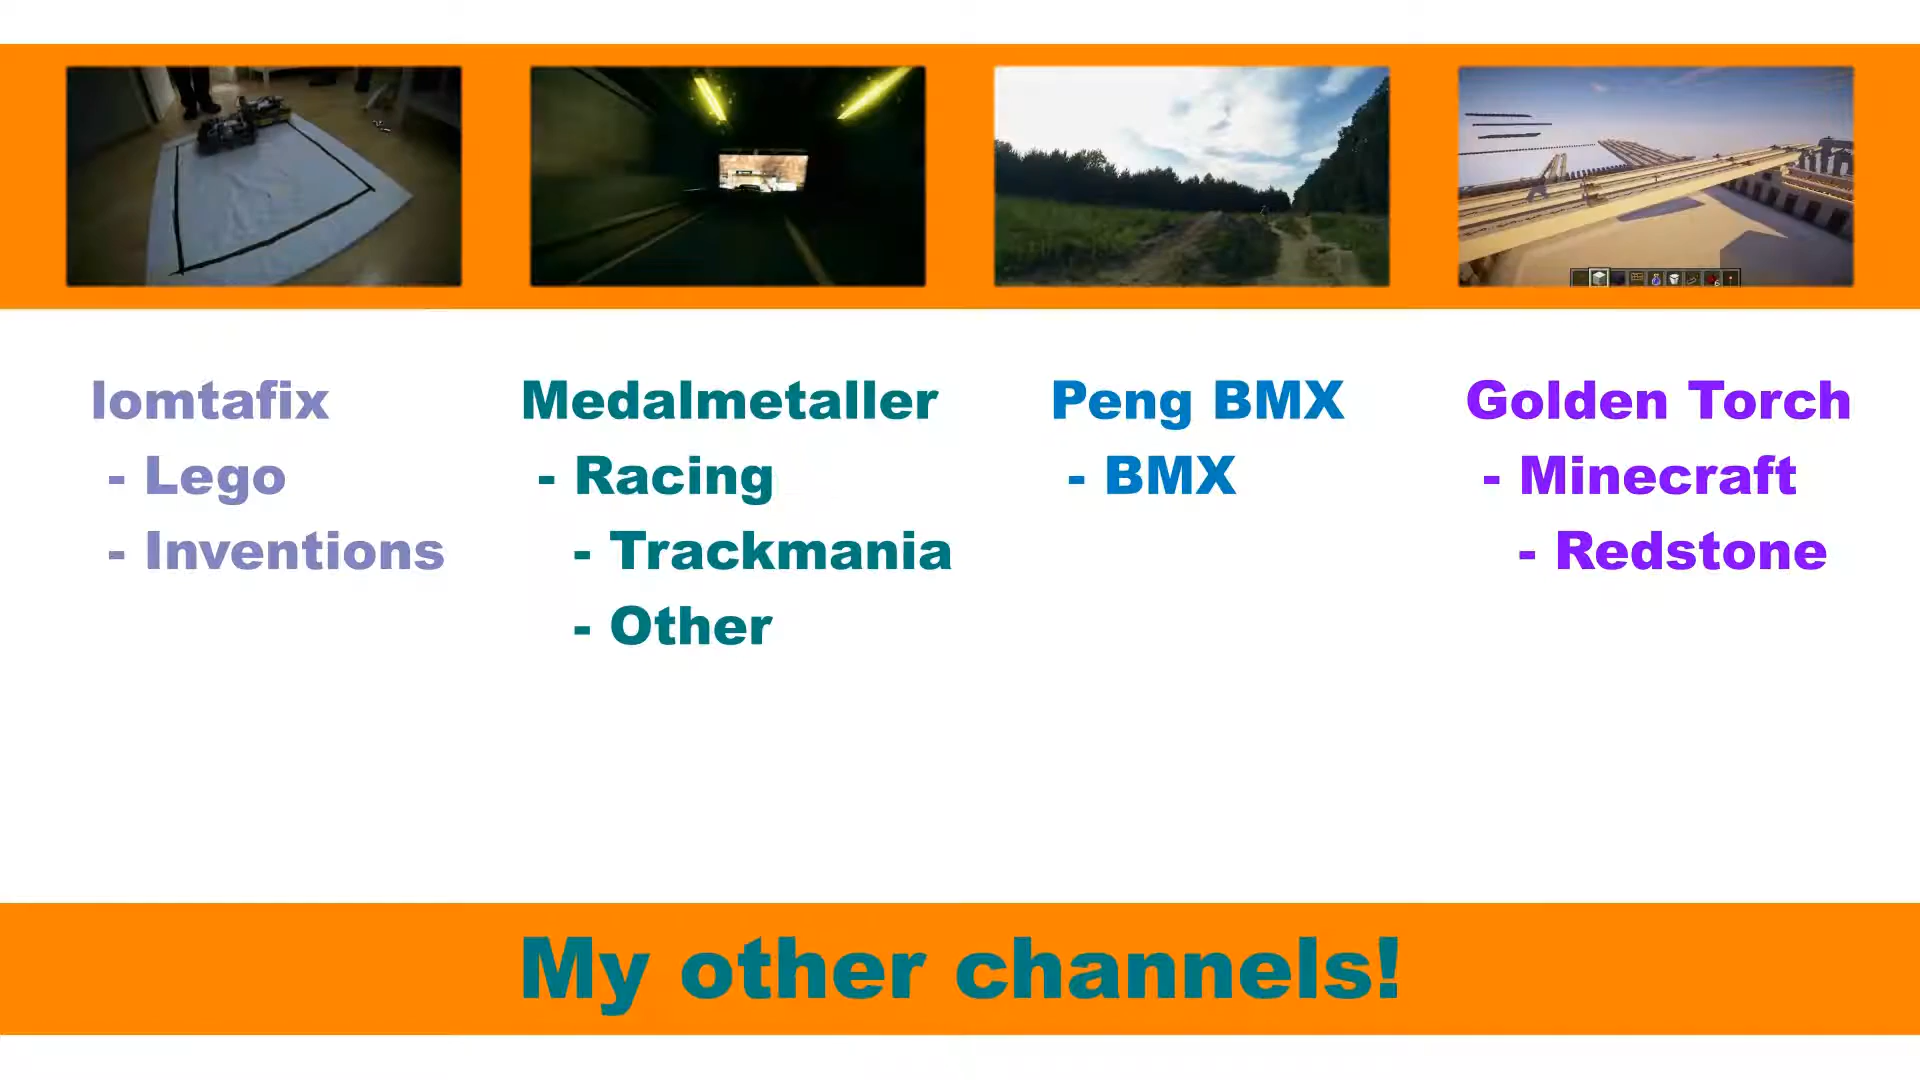 Iomtafix
- Lego
- Inventions
Medalmetaller
- Racing
- Trackmania
- Other
Peng BMX
- BMX
Golden Torch
- Minecraft
- Redstone
My other channels!